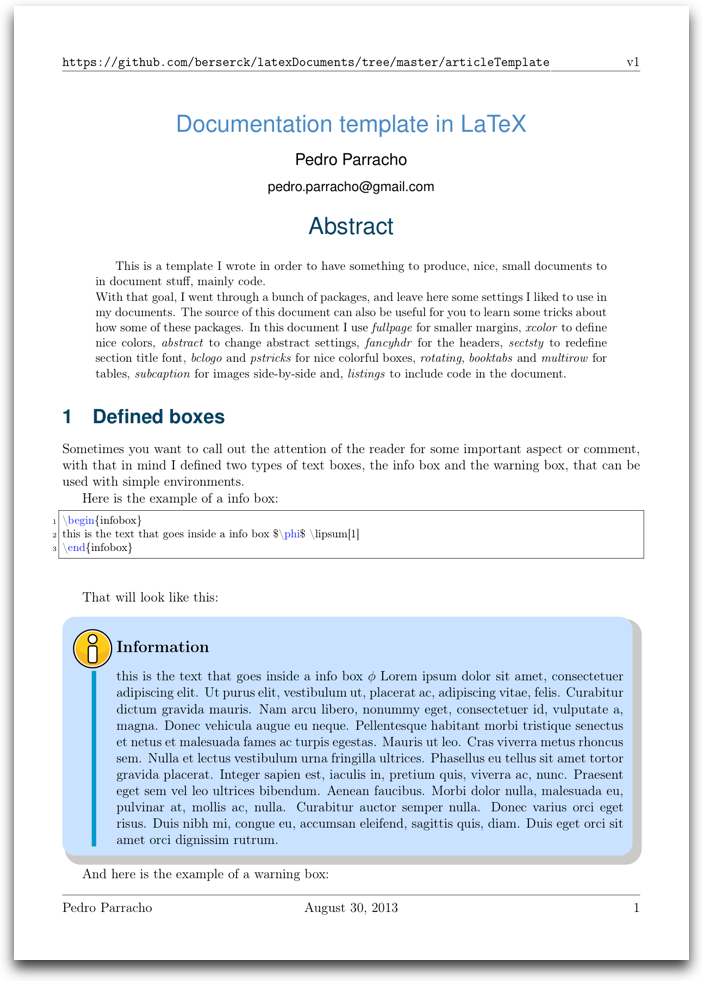 https://github.com/berserck/latexDocuments/tree/master/articleTemplate v1
Documentation template in LaTeX
Pedro Parracho
pedro.parracho@gmail.com
Abstract
This is a template I wrote in order to have something to produce, nice, small documents to
in document stuff, mainly code.
With that goal, I went through a bunch of packages, and leave here some settings I liked to use in
my documents. The source of this document can also be useful for you to learn some tricks about
how some of these packages. In this document I use fullpage for smaller margins, xcolor to define
nice colors, abstract to change abstract settings, fancyhdr for the headers, sectsty to redefine
section title font, bclogo and pstricks for nice colorful boxes, rotating, booktabs and multirow for
tables, subcaption for images side-by-side and, listings to include code in the document.
1 Defined boxes
Sometimes you want to call out the attention of the reader for some important aspect or comment,
with that in mind I defined two types of text boxes, the info box and the warning box, that can be
used with simple environments.
Here is the example of a info box:
1 \begin{infobox}
2 this is the text that goes inside a info box $\phi$ \lipsum[1]
3 \end{infobox}
That will look like this:
Information
this is the text that goes inside a info box ϕ Lorem ipsum dolor sit amet, consectetuer
adipiscing elit. Ut purus elit, vestibulum ut, placerat ac, adipiscing vitae, felis. Curabitur
dictum gravida mauris. Nam arcu libero, nonummy eget, consectetuer id, vulputate a,
magna. Donec vehicula augue eu neque. Pellentesque habitant morbi tristique senectus
et netus et malesuada fames ac turpis egestas. Mauris ut leo. Cras viverra metus rhoncus
sem. Nulla et lectus vestibulum urna fringilla ultrices. Phasellus eu tellus sit amet tortor
gravida placerat. Integer sapien est, iaculis in, pretium quis, viverra ac, nunc. Praesent
eget sem vel leo ultrices bibendum. Aenean faucibus. Morbi dolor nulla, malesuada eu,
pulvinar at, mollis ac, nulla. Curabitur auctor semper nulla. Donec varius orci eget
risus. Duis nibh mi, congue eu, accumsan eleifend, sagittis quis, diam. Duis eget orci sit
amet orci dignissim rutrum.
And here is the example of a warning box:
Pedro Parracho August 30, 2013 1